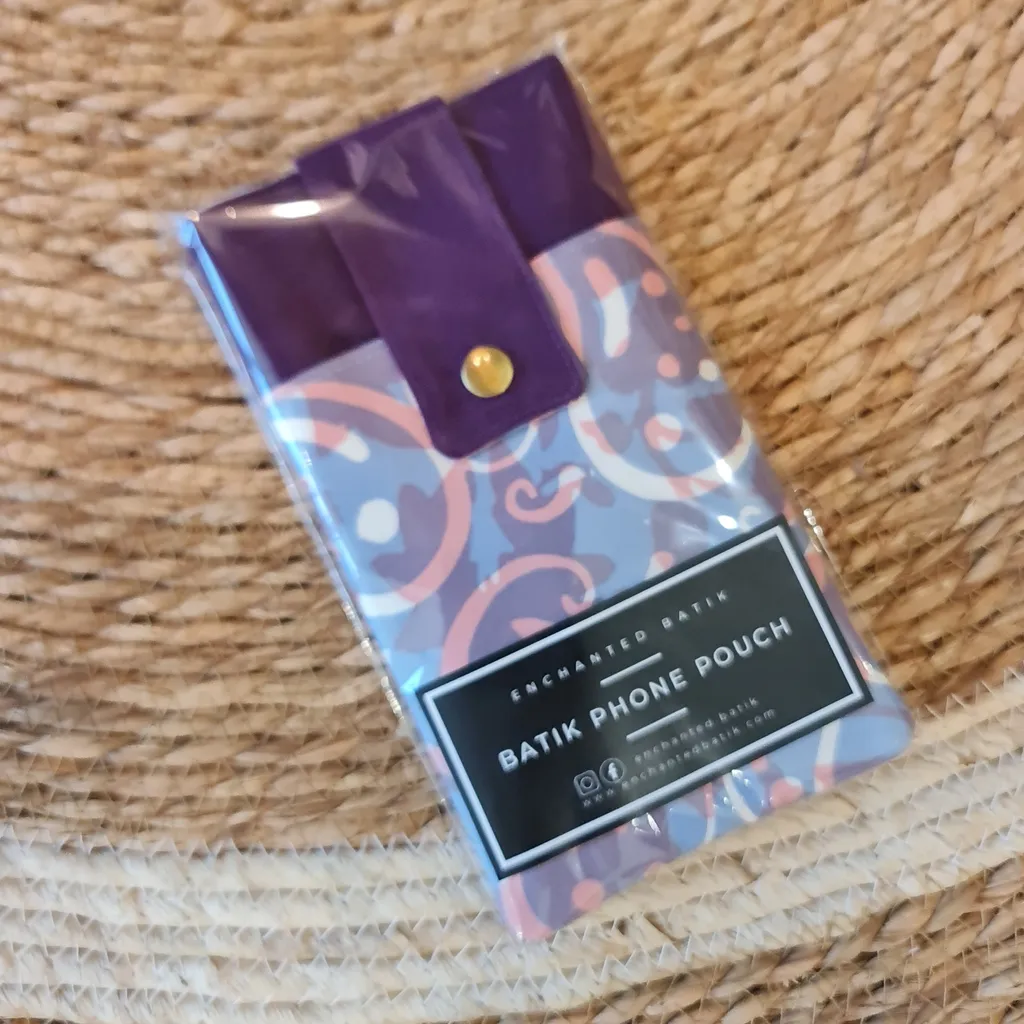 ENCHANTED BATIK
BATIK PHONE POUCH
enchanted batik
www.enchantedbatik.com